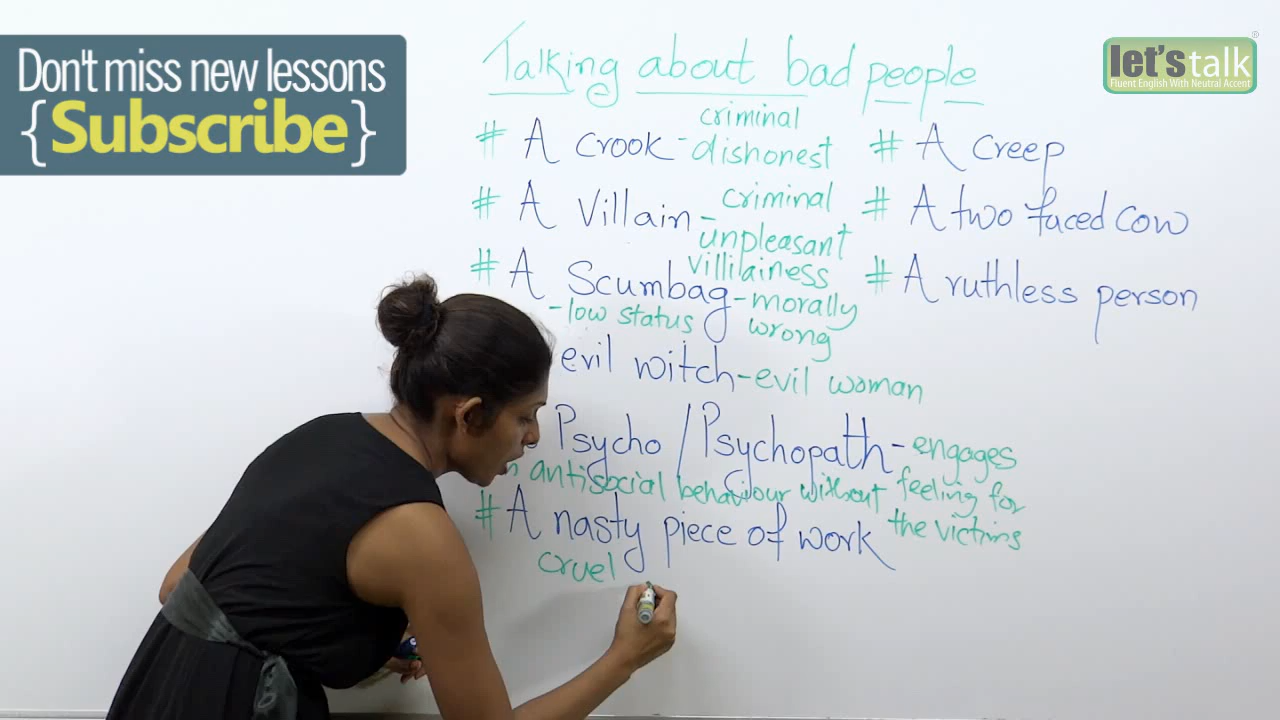 Don't miss new lessons
{Subscribe}
let's talk ®
Fluent English With Neutral Accent
Talking about bad people
# A crook - criminal
dishonest
# A Villain - criminal
unpleasant
villilainess
# A Scumbag - morally
wrong
- low status
evil witch - evil woman
Psycho / Psychopath - engages
antisocial behaviour without feeling for
the victims
# A nasty piece of work
cruel
# A creep
# A two faced cow
# A ruthless person